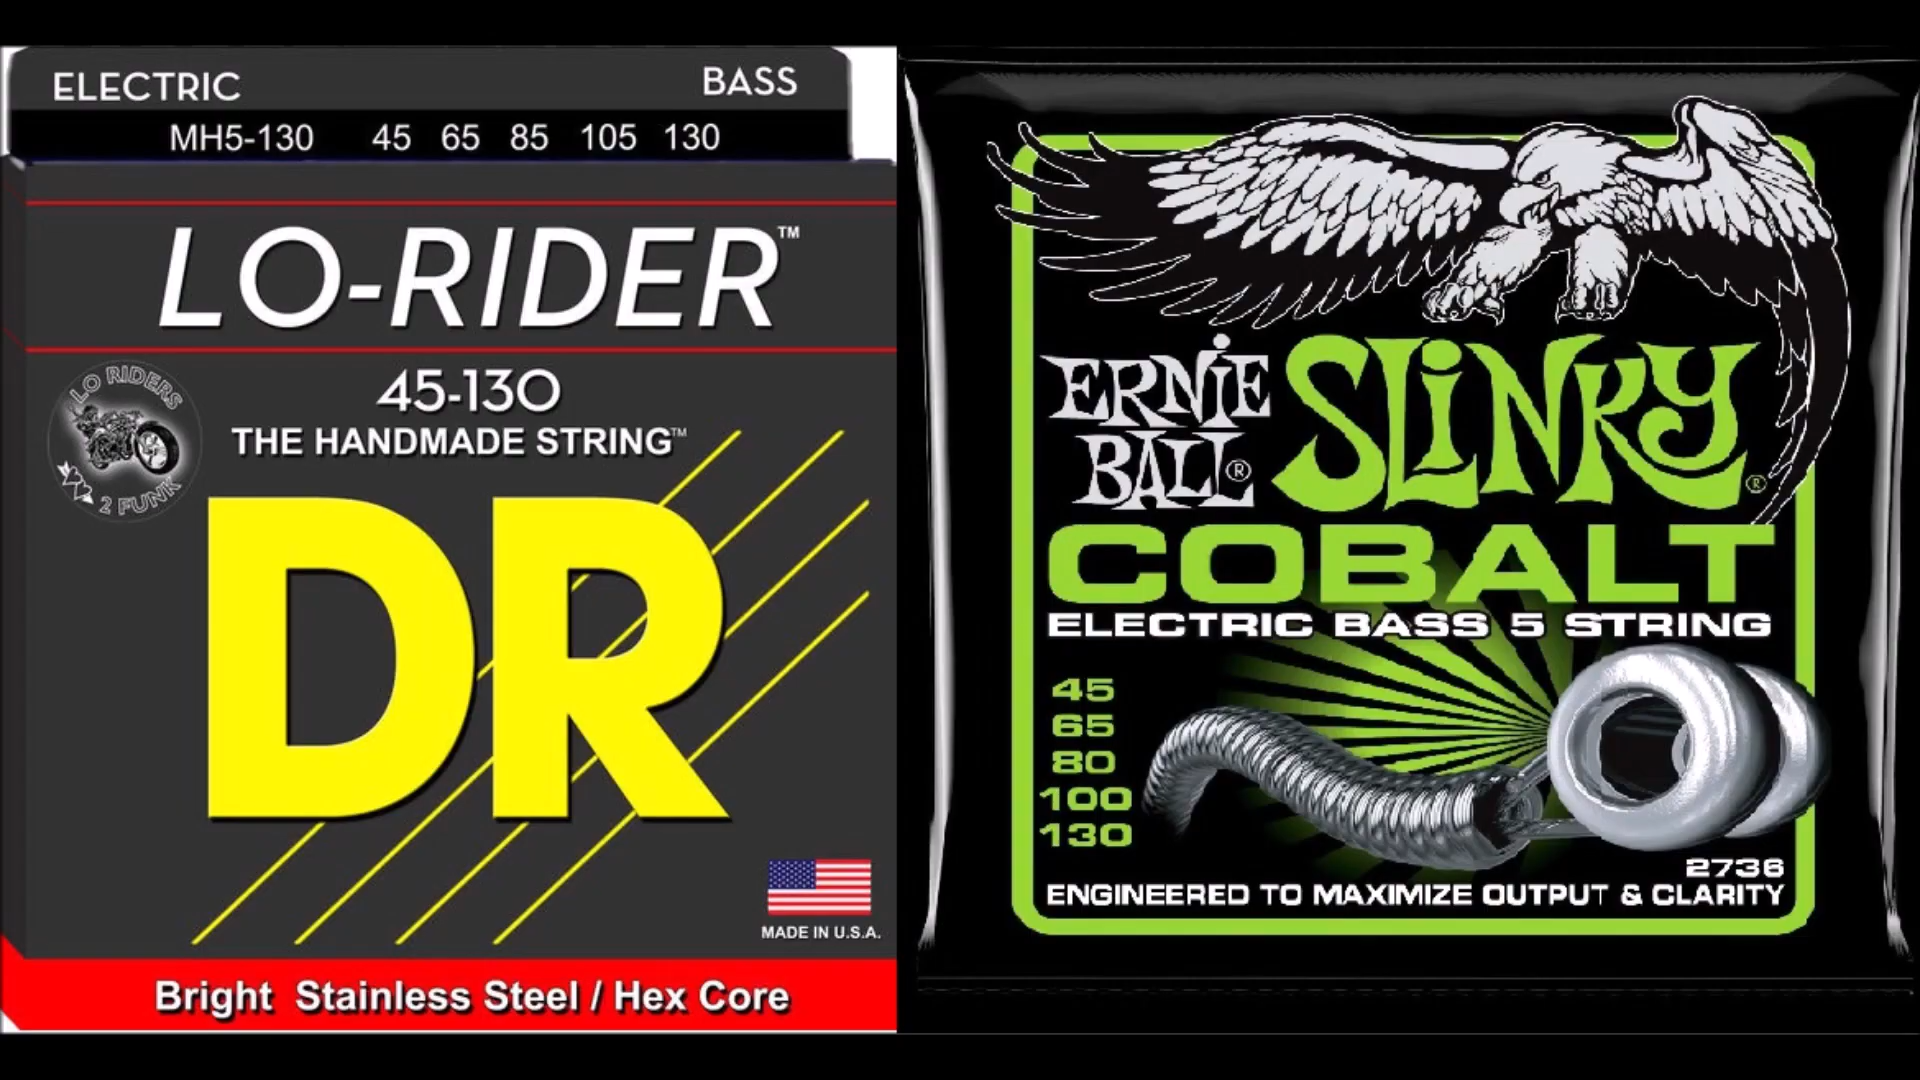 ELECTRIC BASS
MH5-130 45 65 85 105 130
LO-RIDER™
45-130
THE HANDMADE STRING™
LO RIDERS
2 FUNK
DR
MADE IN U.S.A.
Bright Stainless Steel / Hex Core
ERNIE BALL® SLINKY®
COBALT
ELECTRIC BASS 5 STRING
45
65
80
100
130
2736
ENGINEERED TO MAXIMIZE OUTPUT & CLARITY